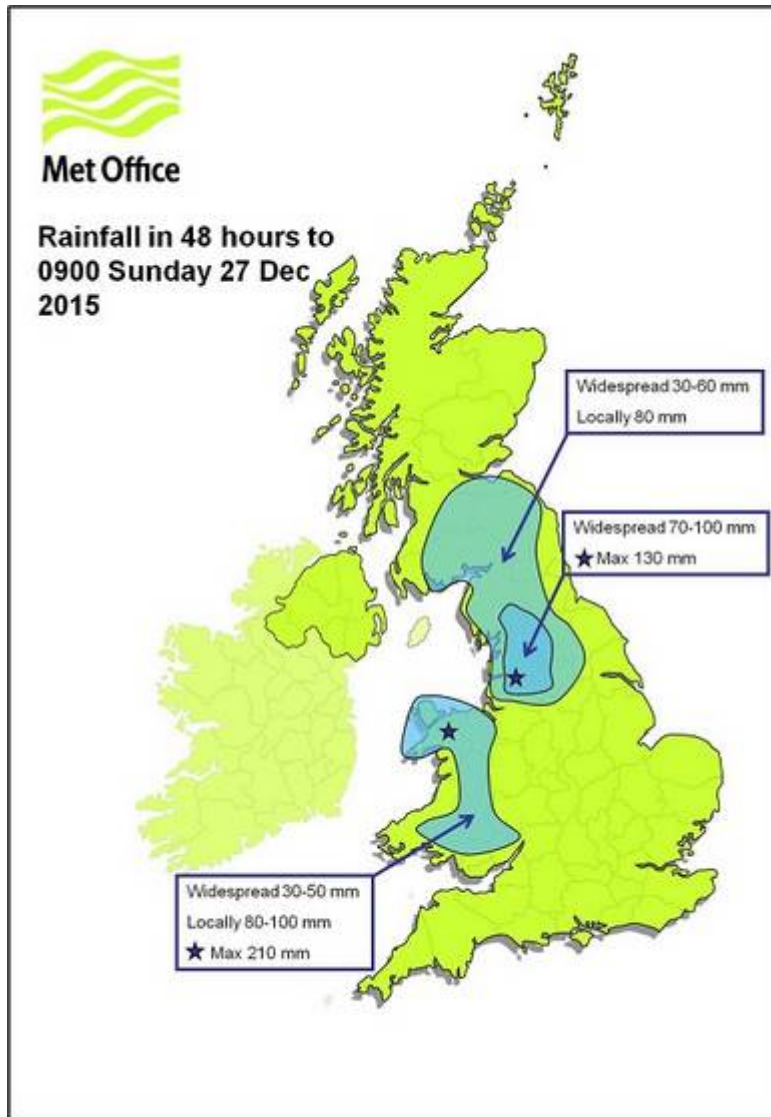 Met Office
Rainfall in 48 hours to
0900 Sunday 27 Dec
2015
Widespread 30-60 mm
Locally 80 mm
Widespread 70-100 mm
★ Max 130 mm
Widespread 30-50 mm
Locally 80-100 mm
★ Max 210 mm